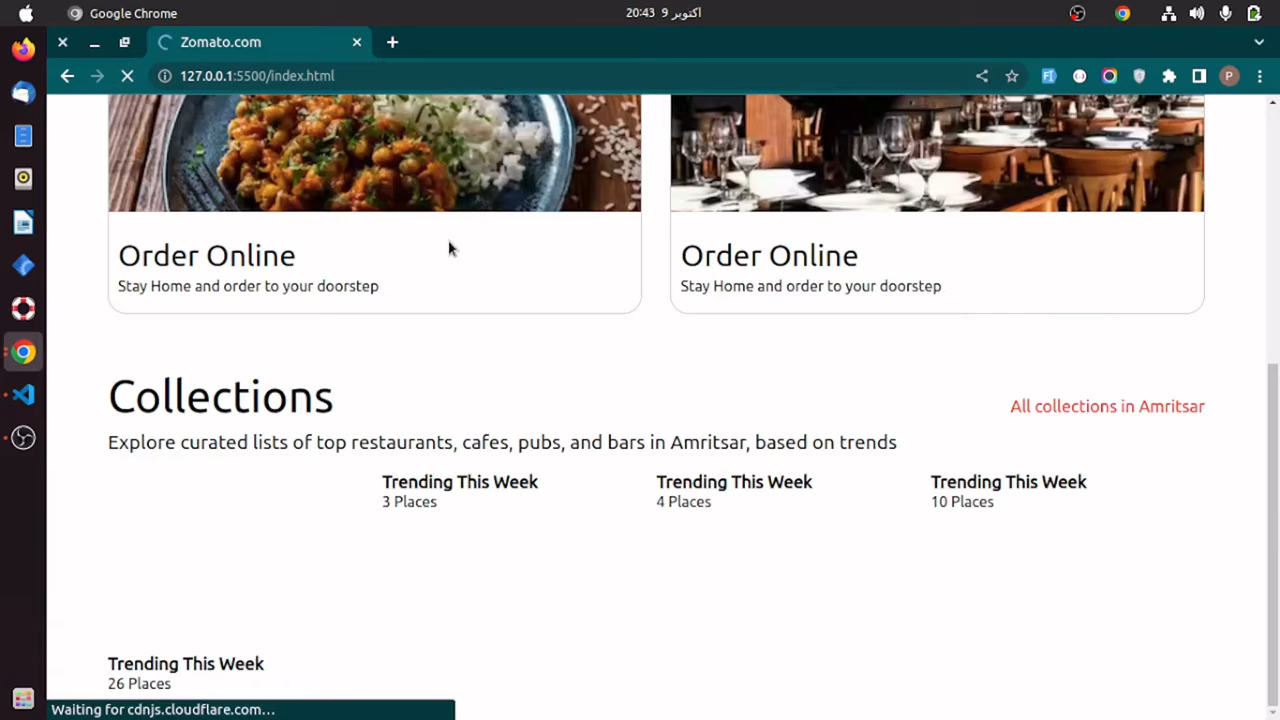 Google Chrome
20:43 9 اکتوبر
Zomato.com
127.0.0.1:5500/index.html
P
Order Online
Stay Home and order to your doorstep
Order Online
Stay Home and order to your doorstep
Collections
All collections in Amritsar
Explore curated lists of top restaurants, cafes, pubs, and bars in Amritsar, based on trends
Trending This Week
3 Places
Trending This Week
4 Places
Trending This Week
10 Places
Trending This Week
26 Places
Waiting for cdnjs.cloudflare.com...